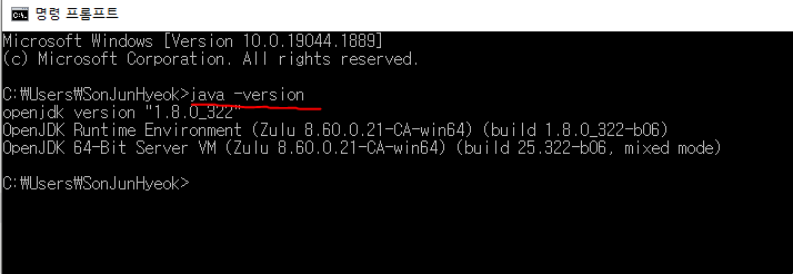 명령 프롬프트
Microsoft Windows [Version 10.0.19044.1889]
(c) Microsoft Corporation. All rights reserved.
C:₩Users₩SonJunHyeok>java -version
openjdk version "1.8.0_322"
OpenJDK Runtime Environment (Zulu 8.60.0.21-CA-win64) (build 1.8.0_322-b06)
OpenJDK 64-Bit Server VM (Zulu 8.60.0.21-CA-win64) (build 25.322-b06, mixed mode)
C:₩Users₩SonJunHyeok>